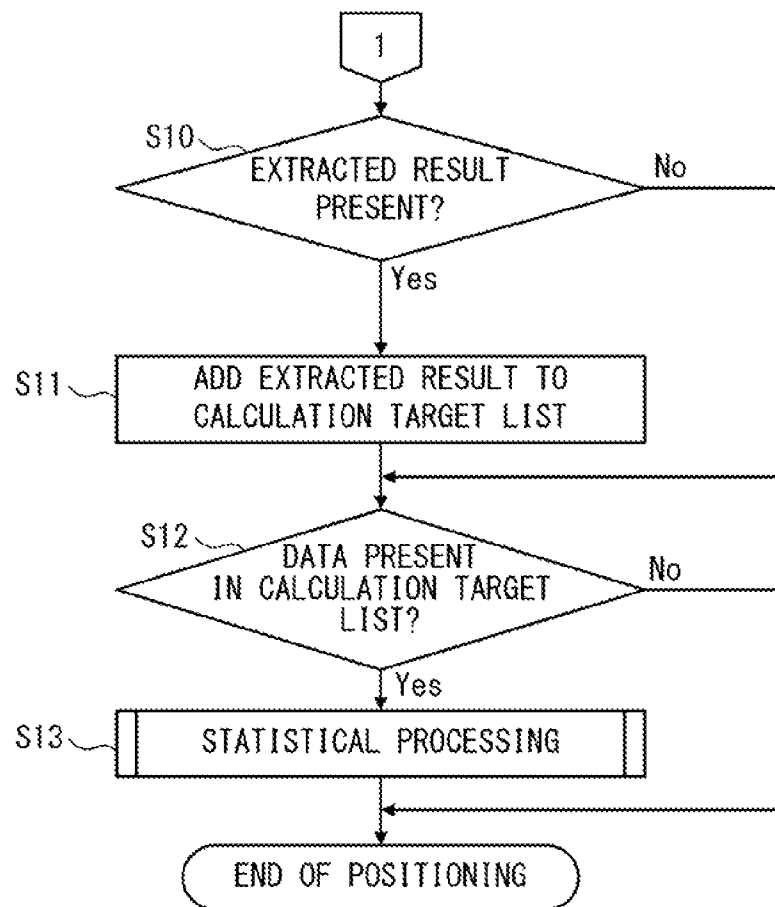 1
S10
EXTRACTED RESULT
PRESENT?
No
Yes
S11
ADD EXTRACTED RESULT TO
CALCULATION TARGET LIST
S12
DATA PRESENT
IN CALCULATION TARGET
LIST?
No
Yes
S13
STATISTICAL PROCESSING
END OF POSITIONING